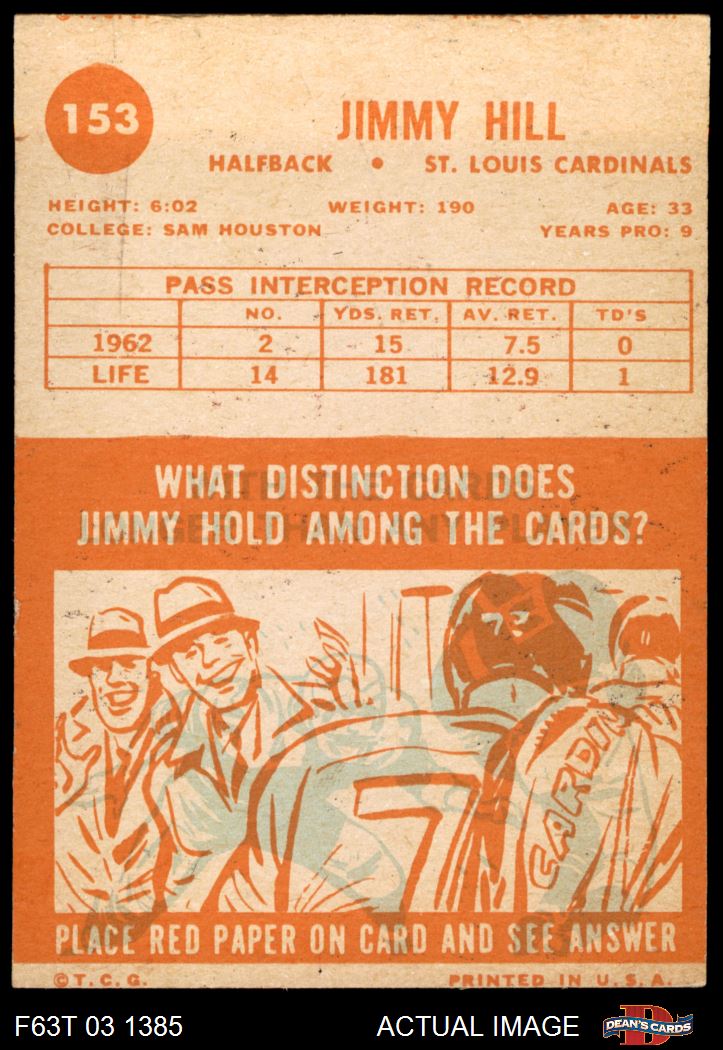 153
JIMMY HILL
HALFBACK • ST. LOUIS CARDINALS
HEIGHT: 6:02 WEIGHT: 190 AGE: 33
COLLEGE: SAM HOUSTON YEARS PRO: 9
PASS INTERCEPTION RECORD
NO. YDS. RET. AV. RET. TD'S
1962 2 15 7.5 0
LIFE 14 181 12.9 1
WHAT DISTINCTION DOES
JIMMY HOLD AMONG THE CARDS?
7
CARDIN
PLACE RED PAPER ON CARD AND SEE ANSWER
©T.C.G. PRINTED IN U.S.A.
F63T 03 1385 ACTUAL IMAGE D DEAN'S CARDS